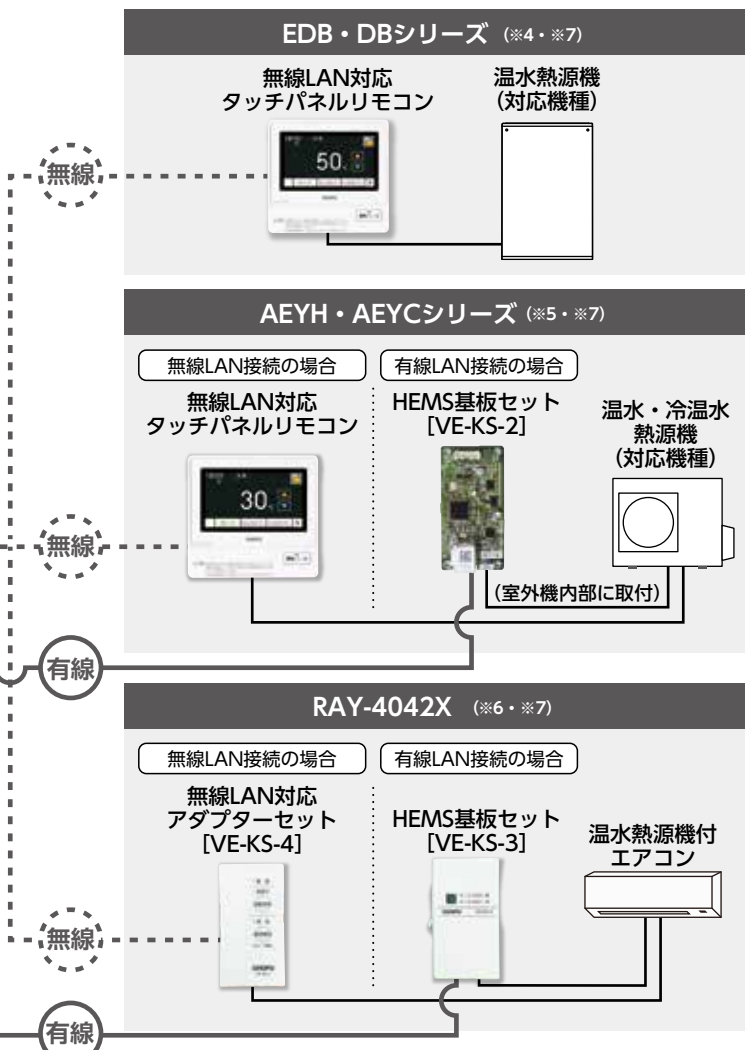 EDB・DBシリーズ (※4・※7)
無線LAN対応
タッチパネルリモコン
温水熱源機
(対応機種)
50
無線
AEYH・AEYCシリーズ (※5・※7)
無線LAN接続の場合
有線LAN接続の場合
無線LAN対応
タッチパネルリモコン
HEMS基板セット
[VE-KS-2]
温水・冷温水
熱源機
(対応機種)
30
無線
(室外機内部に取付)
有線
RAY-4042X (※6・※7)
無線LAN接続の場合
有線LAN接続の場合
無線LAN対応
アダプターセット
[VE-KS-4]
HEMS基板セット
[VE-KS-3]
温水熱源機付
エアコン
無線
有線